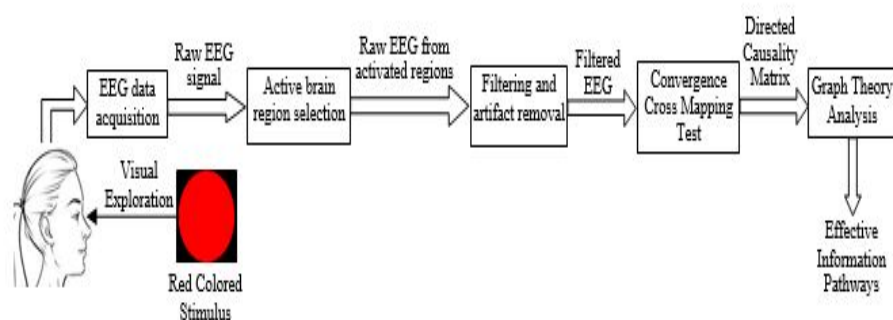 EEG data
acquisition
Raw EEG
signal
Active brain
region selection
Raw EEG from
activated regions
Filtering and
artifact removal
Filtered
EEG
Convergence
Cross Mapping
Test
Directed
Causality
Matrix
Graph Theory
Analysis
Effective
Information
Pathways
Visual
Exploration
Red Colored
Stimulus